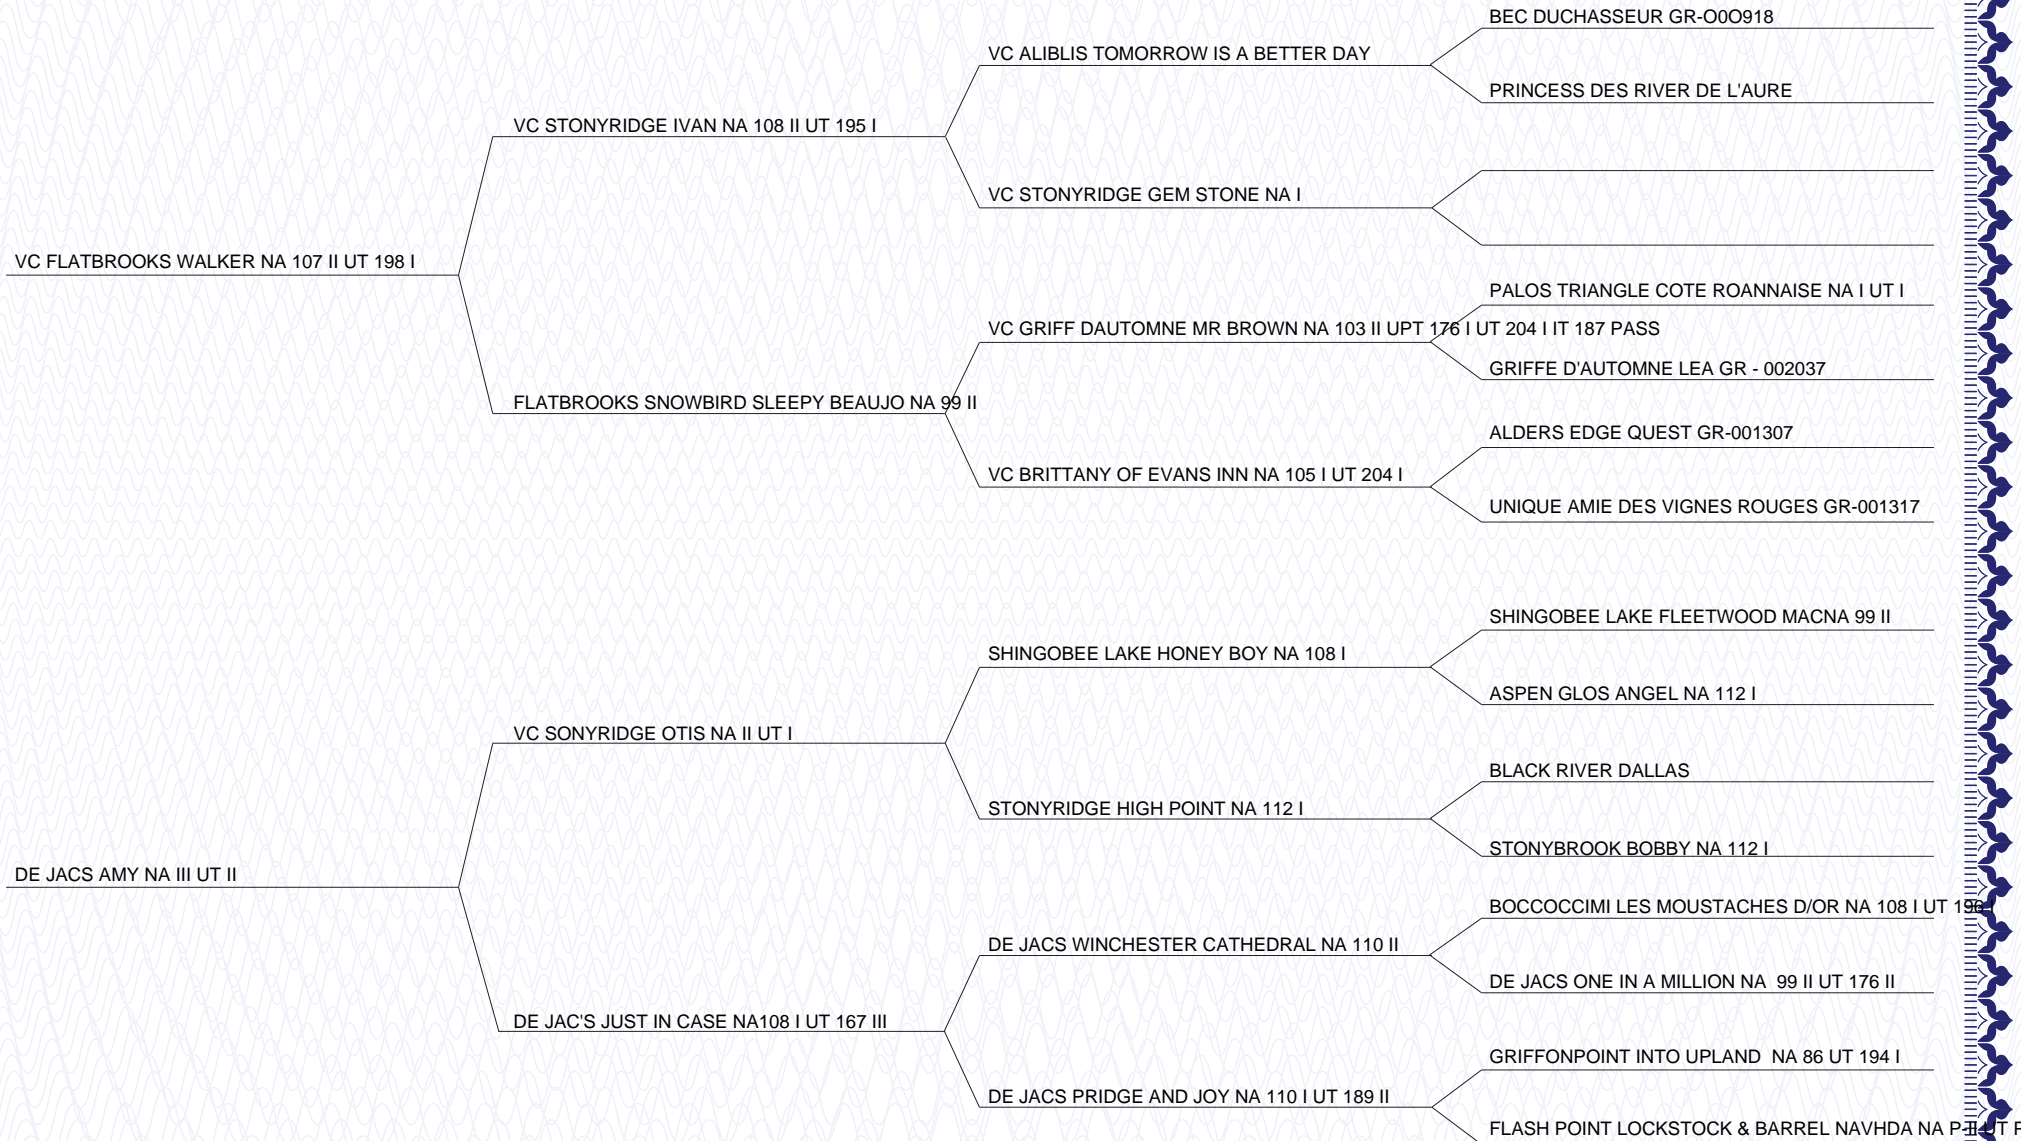 BEC DUCHASSEUR GR-O0O918
VC ALIBLIS TOMORROW IS A BETTER DAY
PRINCESS DES RIVER DE L'AURE
VC STONYRIDGE IVAN NA 108 II UT 195 I
VC STONYRIDGE GEM STONE NA I
VC FLATBROOKS WALKER NA 107 II UT 198 I
PALOS TRIANGLE COTE ROANNAISE NA I UT I
VC GRIFF DAUTOMNE MR BROWN NA 103 II UPT 176 I UT 204 I IT 187 PASS
GRIFFE D'AUTOMNE LEA GR - 002037
FLATBROOKS SNOWBIRD SLEEPY BEAUJO NA 99 II
ALDERS EDGE QUEST GR-001307
VC BRITTANY OF EVANS INN NA 105 I UT 204 I
UNIQUE AMIE DES VIGNES ROUGES GR-001317
SHINGOBEE LAKE FLEETWOOD MACNA 99 II
SHINGOBEE LAKE HONEY BOY NA 108 I
ASPEN GLOS ANGEL NA 112 I
VC SONYRIDGE OTIS NA II UT I
BLACK RIVER DALLAS
STONYRIDGE HIGH POINT NA 112 I
STONYBROOK BOBBY NA 112 I
DE JACS AMY NA III UT II
BOCCOCCIMI LES MOUSTACHES D/OR NA 108 I UT 196 I
DE JACS WINCHESTER CATHEDRAL NA 110 II
DE JACS ONE IN A MILLION NA  99 II UT 176 II
DE JAC'S JUST IN CASE NA108 I UT 167 III
GRIFFONPOINT INTO UPLAND  NA 86 UT 194 I
DE JACS PRIDGE AND JOY NA 110 I UT 189 II
FLASH POINT LOCKSTOCK & BARREL NAVHDA NA P-II UT